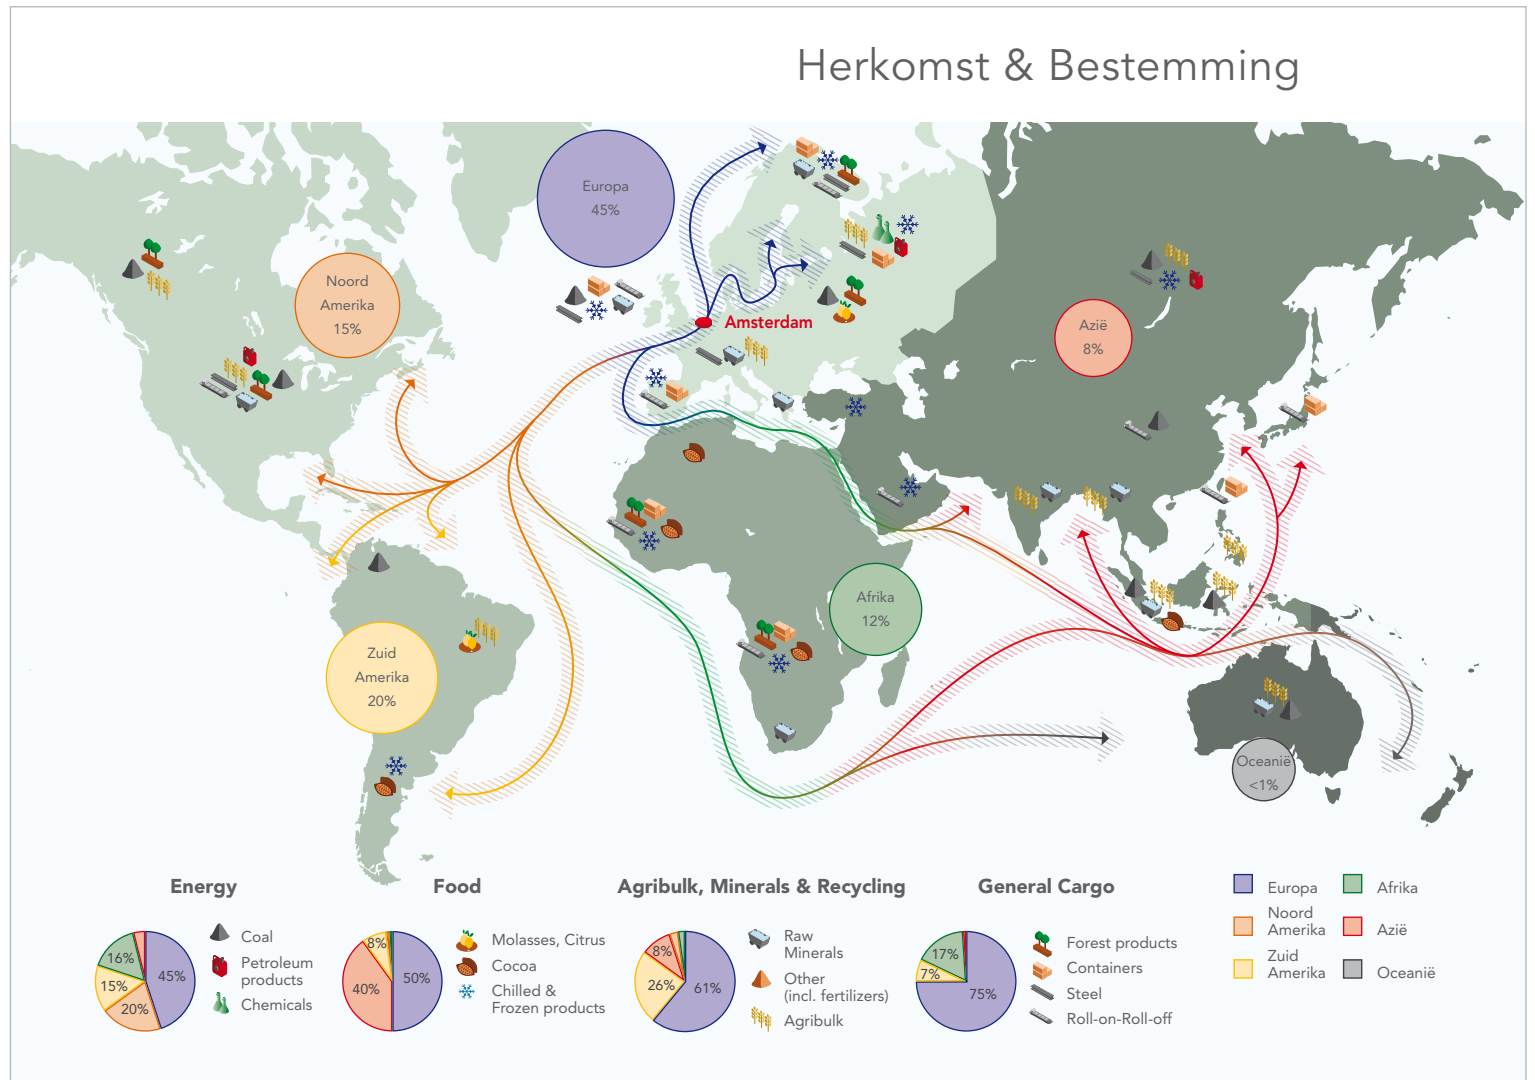 Herkomst & Bestemming
Europa
45%
Noord
Amerika
15%
Azië
8%
Amsterdam
Afrika
12%
Zuid
Amerika
20%
Oceanië
<1%
Energy
16%
45%
15%
20%
Coal
Petroleum
products
Chemicals
Food
8%
50%
40%
Molasses, Citrus
Cocoa
Chilled &
Frozen products
Agribulk, Minerals & Recycling
8%
26%
61%
Raw
Minerals
Other
(incl. fertilizers)
Agribulk
General Cargo
17%
7%
75%
Forest products
Containers
Steel
Roll-on-Roll-off
Europa
Afrika
Noord
Amerika
Azië
Zuid
Amerika
Oceanië